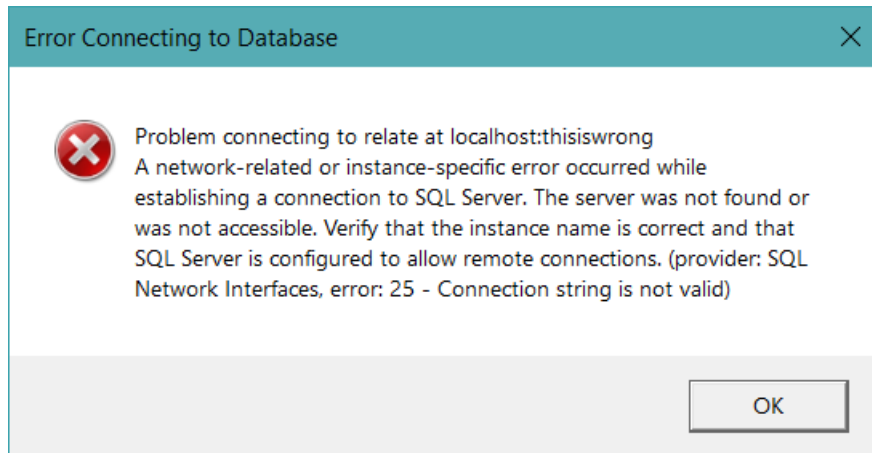 Error Connecting to Database
Problem connecting to relate at localhost:thisiswrong
A network-related or instance-specific error occurred while
establishing a connection to SQL Server. The server was not found or
was not accessible. Verify that the instance name is correct and that
SQL Server is configured to allow remote connections. (provider: SQL
Network Interfaces, error: 25 - Connection string is not valid)
OK